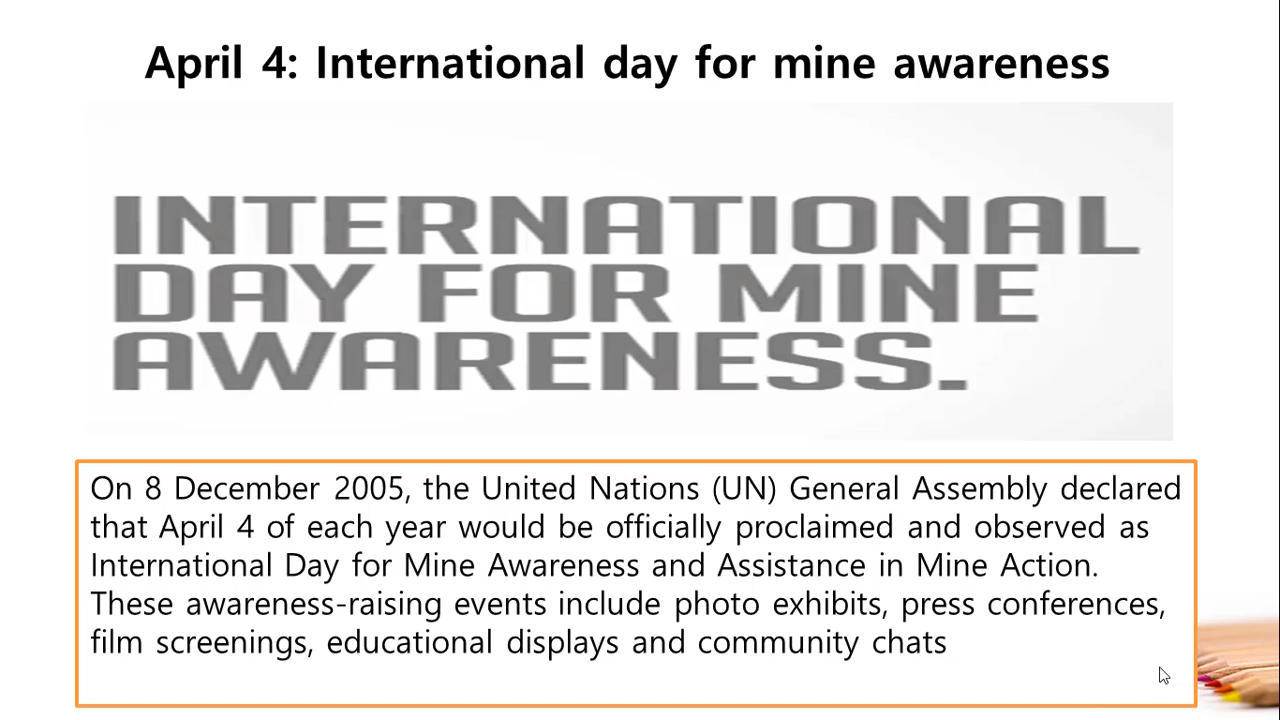 April 4: International day for mine awareness
INTERNATIONAL
DAY FOR MINE
AWARENESS.
On 8 December 2005, the United Nations (UN) General Assembly declared
that April 4 of each year would be officially proclaimed and observed as
International Day for Mine Awareness and Assistance in Mine Action.
These awareness-raising events include photo exhibits, press conferences,
film screenings, educational displays and community chats